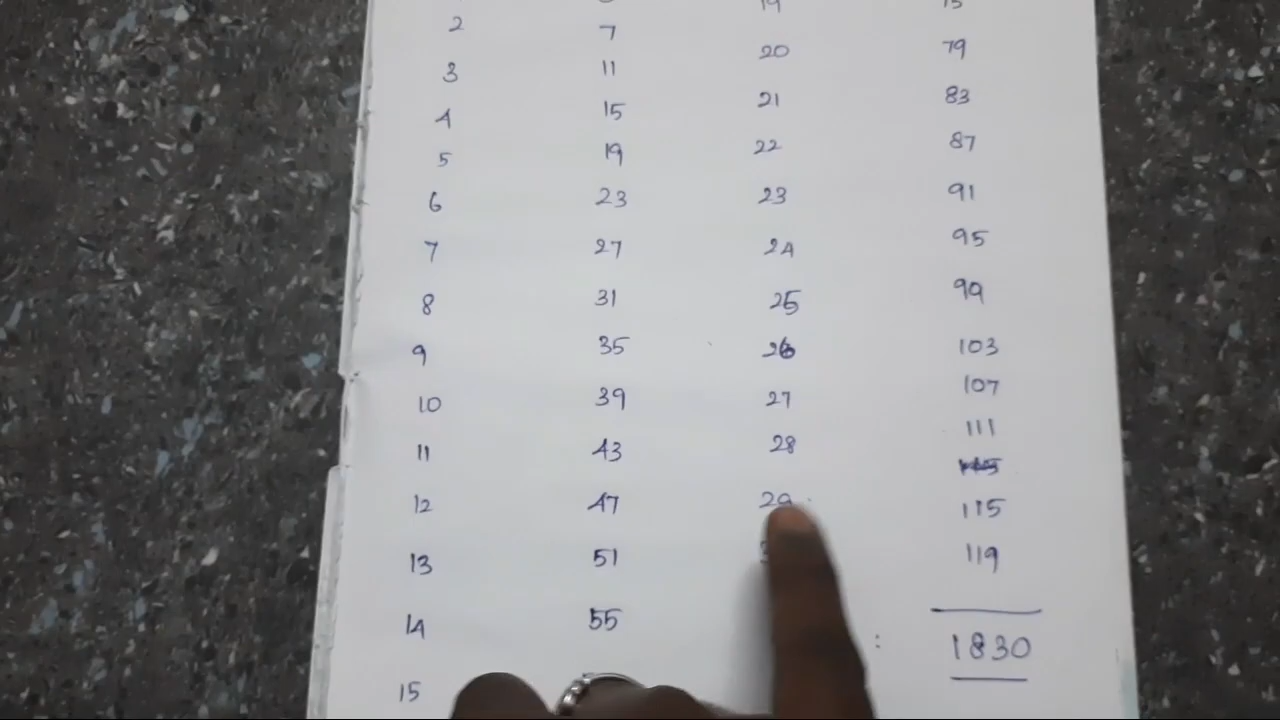 19 15
2 7 20 79
3 11 21 83
4 15 22 87
5 19 23 91
6 23 24 95
7 27 25 99
8 31 26 103
9 35 27 107
10 39 28 111
11 43 29 115
12 47 119
13 51
14 55 : 1830
15